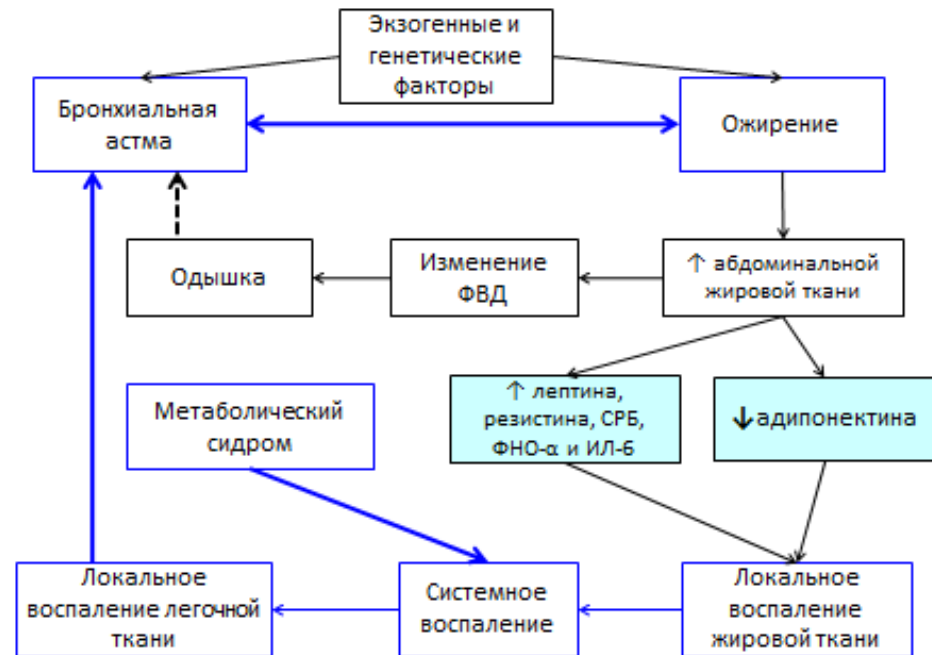 Экзогенные и
генетические
факторы
Бронхиальная
астма
Ожирение
Одышка
Изменение
ФВД
↑ абдоминальной
жировой ткани
Метаболический
сидром
↑ лептина,
резистина, СРБ,
ФНО-α и ИЛ-6
↓адипонектина
Локальное
воспаление легочной
ткани
Системное
воспаление
Локальное
воспаление
жировой ткани